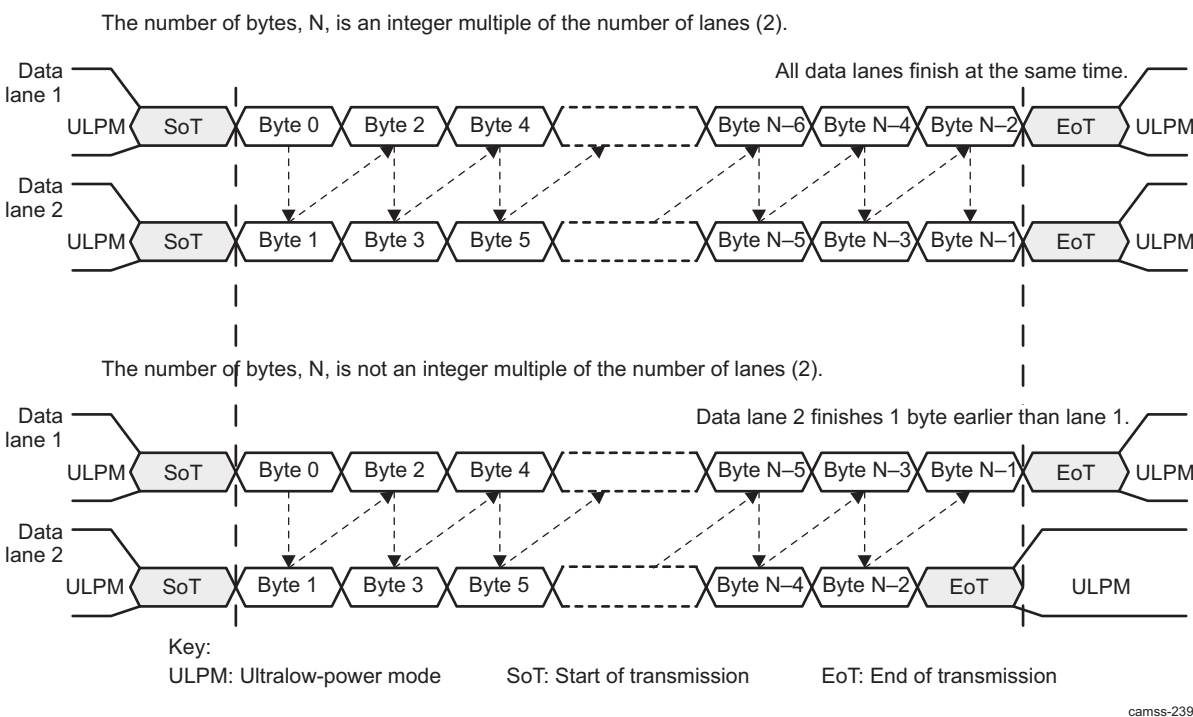 The number of bytes, N, is an integer multiple of the number of lanes (2).
All data lanes finish at the same time.
Data
lane 1
ULPM SoT Byte 0 Byte 2 Byte 4 Byte N–6 Byte N–4 Byte N–2 EoT ULPM
Data
lane 2
ULPM SoT Byte 1 Byte 3 Byte 5 Byte N–5 Byte N–3 Byte N–1 EoT ULPM
The number of bytes, N, is not an integer multiple of the number of lanes (2).
Data lane 2 finishes 1 byte earlier than lane 1.
Data
lane 1
ULPM SoT Byte 0 Byte 2 Byte 4 Byte N–5 Byte N–3 Byte N–1 EoT ULPM
Data
lane 2
ULPM SoT Byte 1 Byte 3 Byte 5 Byte N–4 Byte N–2 EoT ULPM
Key:
ULPM: Ultralow-power mode SoT: Start of transmission EoT: End of transmission
camss-239